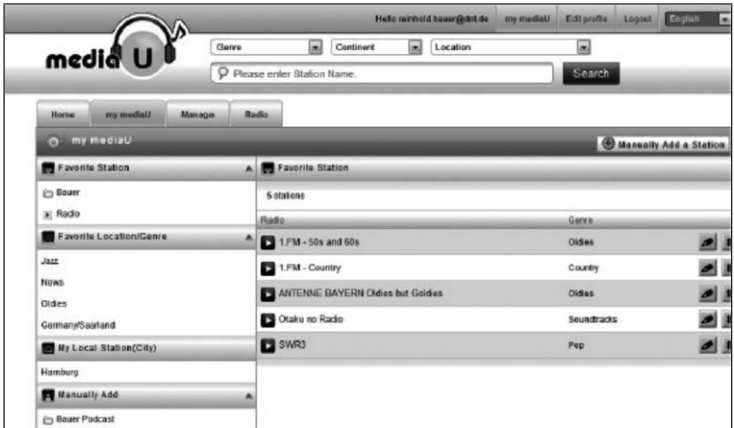 Hello reinhold.bauer@dnt.de my mediaU Edit profile Logout English
media U
Genre Continent Location
Please enter Station Name. Search
Home my mediaU Manage Radio
my mediaU
Manually Add a Station
Favorite Station
Bauer
Radio
Favorite Location/Genre
Jazz
News
Oldies
Germany/Saarland
My Local Station(City)
Hamburg
Manually Add
Bauer Podcast
Favorite Station
5 stations
Radio Genre
1.FM - 50s and 60s Oldies
1.FM - Country Country
ANTENNE BAYERN Oldies but Goldies Oldies
Otaku no Radio Soundtracks
SWR3 Pop